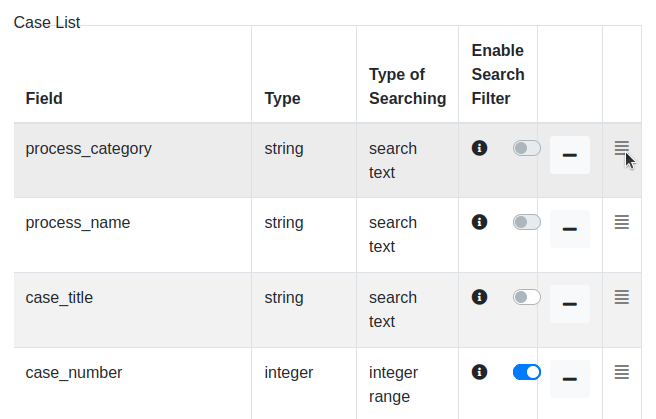 Case List
Enable
Type of Search
Field Type Searching Filter
process_category string search
text
process_name string search
text
case_title string search
text
case_number integer integer
range